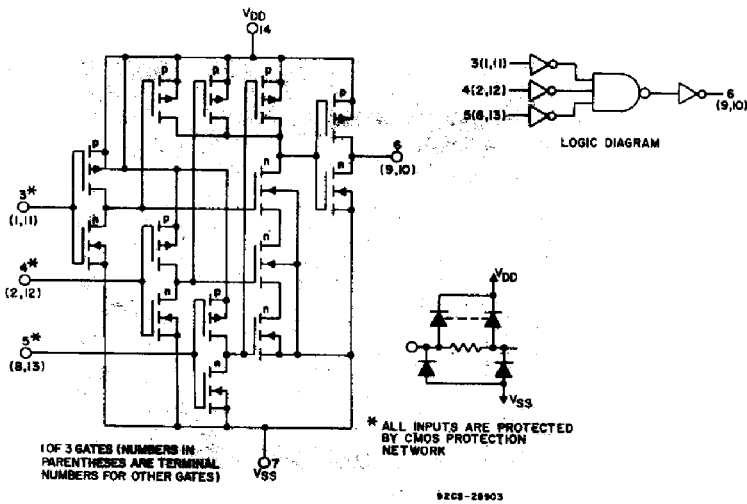 VDD
14
p
p
p
p
3(1,11)
4(2,12)
5(6,13)
6
(9,10)
LOGIC DIAGRAM
p
n
n
6
(9,10)
3*
(1,11)
n
p
n
4*
(2,12)
n
p
n
5*
(8,13)
n
VDD
VSS
* ALL INPUTS ARE PROTECTED
BY CMOS PROTECTION
NETWORK
1 OF 3 GATES (NUMBERS IN
PARENTHESES ARE TERMINAL
NUMBERS FOR OTHER GATES)
7
VSS
92CS-28903